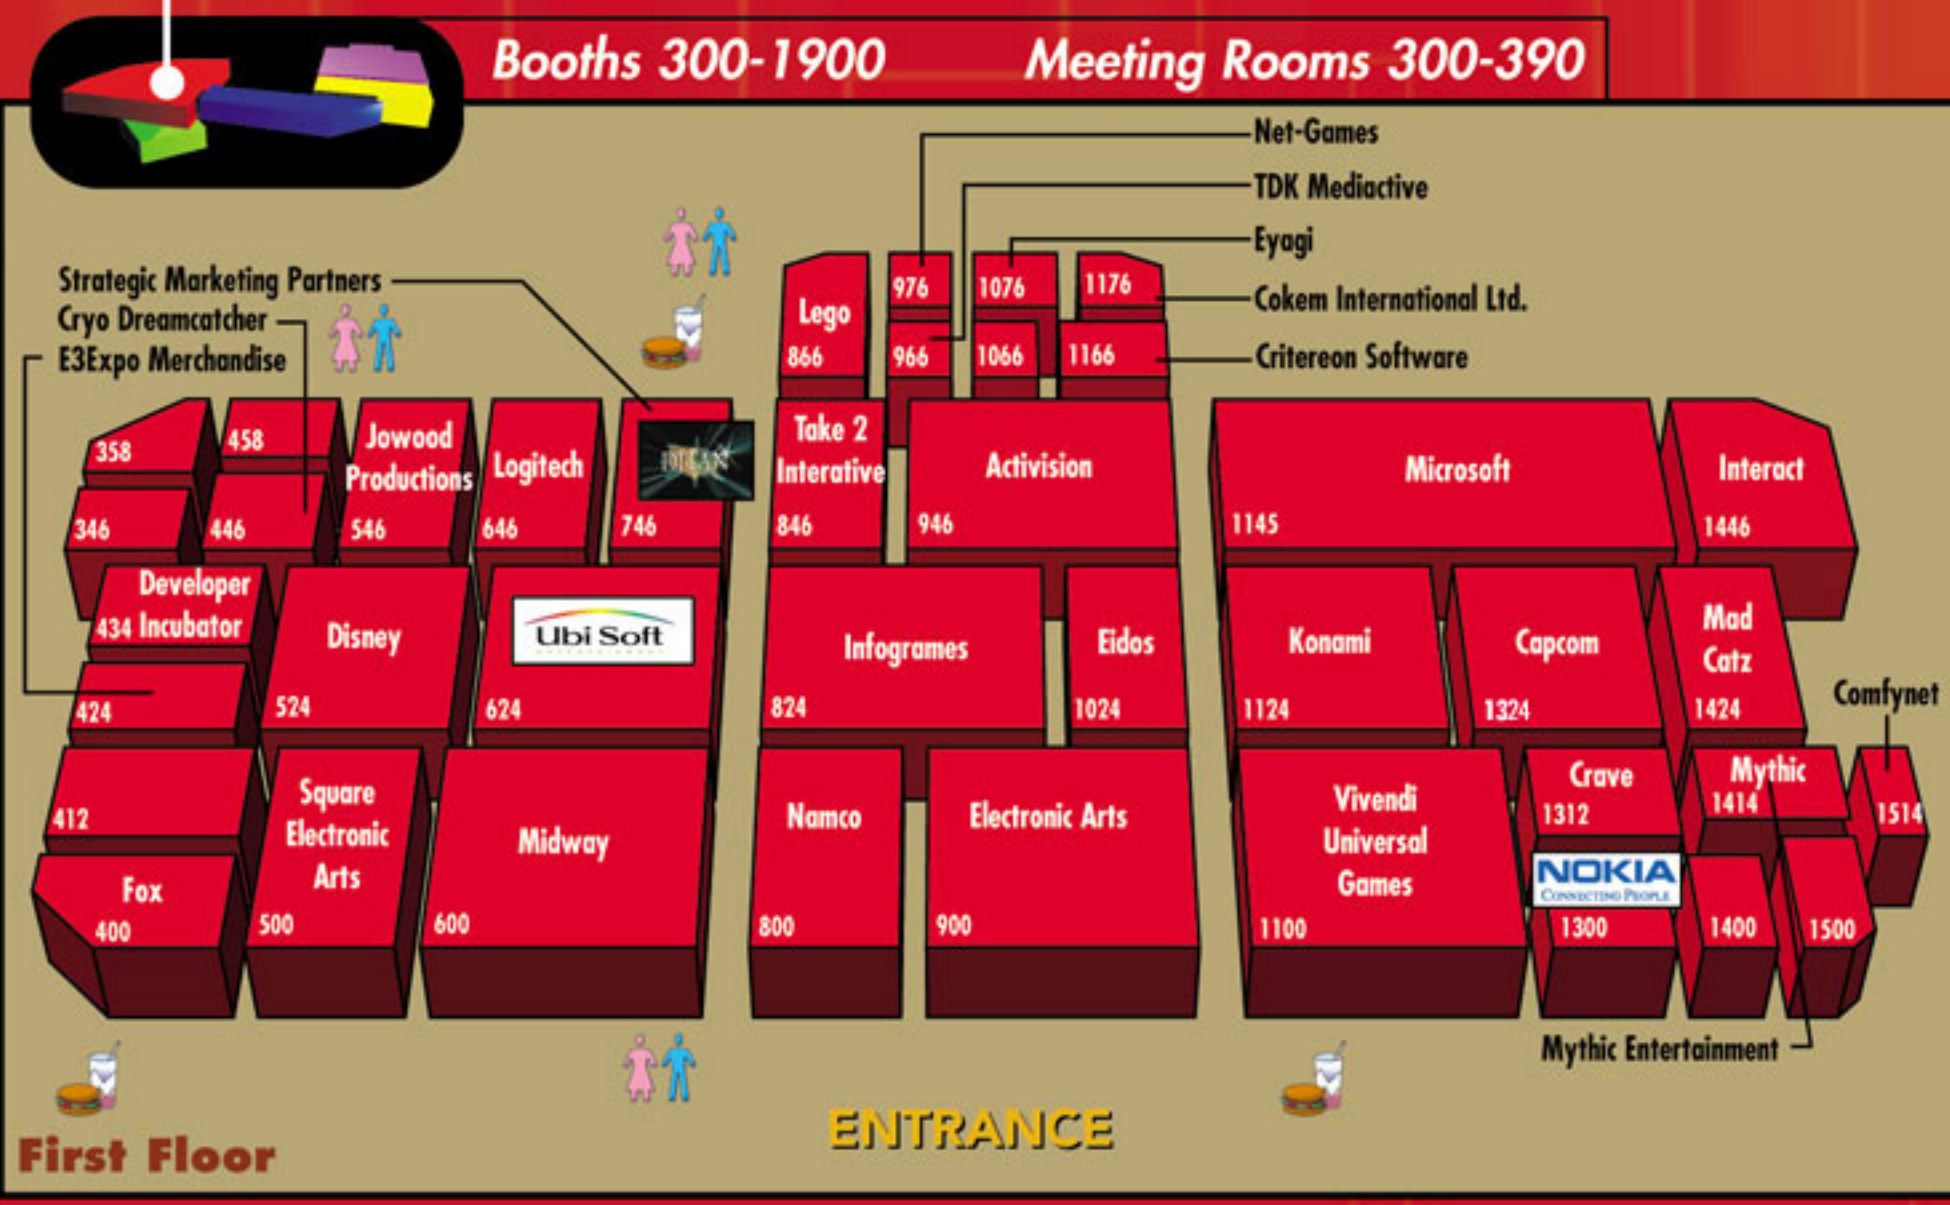 Booths 300-1900 Meeting Rooms 300-390
Net-Games
TDK Mediactive
Eyagi
Cokem International Ltd.
Critereon Software
Strategic Marketing Partners
Cryo Dreamcatcher
E3Expo Merchandise
Lego
866
976
1076
1176
966
1066
1166
358
458
Jowood
Productions
546
Logitech
646
746
Take 2
Interative
846
Activision
946
Microsoft
1145
Interact
1446
346
446
Developer
434 Incubator
Disney
524
Ubi Soft
624
Infogrames
824
Eidos
1024
Konami
1124
Capcom
1324
Mad
Catz
1424
Comfynet
424
412
Square
Electronic
Arts
500
Midway
600
Namco
800
Electronic Arts
900
Vivendi
Universal
Games
1100
Crave
1312
Mythic
1414
1514
Fox
400
NOKIA
CONNECTING PEOPLE
1300
1400
1500
Mythic Entertainment
ENTRANCE
First Floor